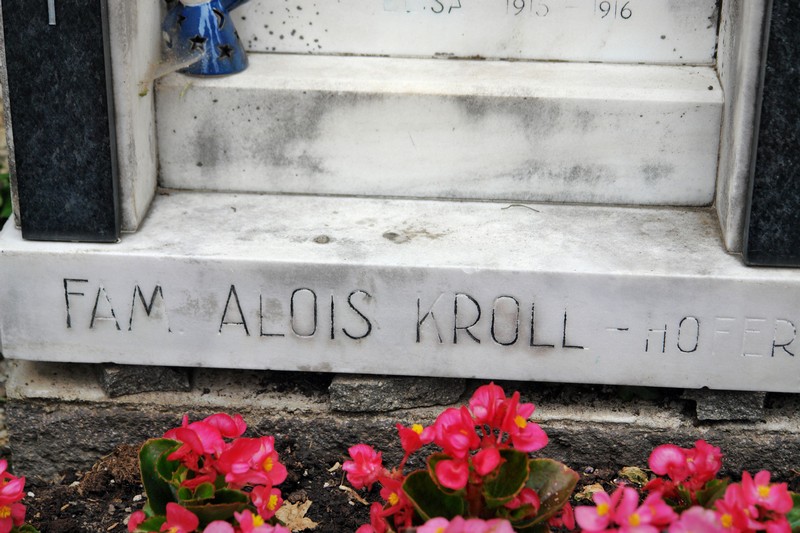 1915 – 1916
FAM. ALOIS KROLL – HOFER